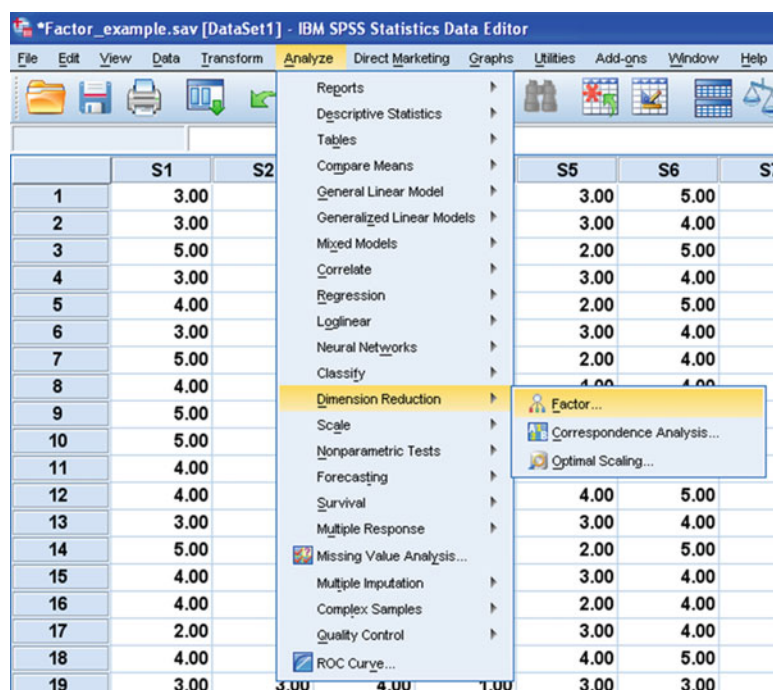 *Factor_example.sav [DataSet1] - IBM SPSS Statistics Data Editor
File Edit View Data Transform Analyze Direct Marketing Graphs Utilities Add-ons Window Help
Reports
Descriptive Statistics
Tables
Compare Means
General Linear Model
Generalized Linear Models
Mixed Models
Correlate
Regression
Loglinear
Neural Networks
Classify
Dimension Reduction
Scale
Nonparametric Tests
Forecasting
Survival
Multiple Response
Missing Value Analysis...
Multiple Imputation
Complex Samples
Quality Control
ROC Curve...
Factor...
Correspondence Analysis...
Optimal Scaling...
S1 S2 S5 S6
1 3.00 3.00 5.00
2 3.00 3.00 4.00
3 5.00 2.00 5.00
4 3.00 3.00 4.00
5 4.00 2.00 5.00
6 3.00 3.00 4.00
7 5.00 2.00 4.00
8 4.00
9 5.00
10 5.00
11 4.00
12 4.00 4.00 5.00
13 3.00 3.00 4.00
14 5.00 2.00 5.00
15 4.00 3.00 4.00
16 4.00 2.00 4.00
17 2.00 3.00 4.00
18 4.00 4.00 5.00
19 3.00 3.00 4.00 1.00 3.00 3.00